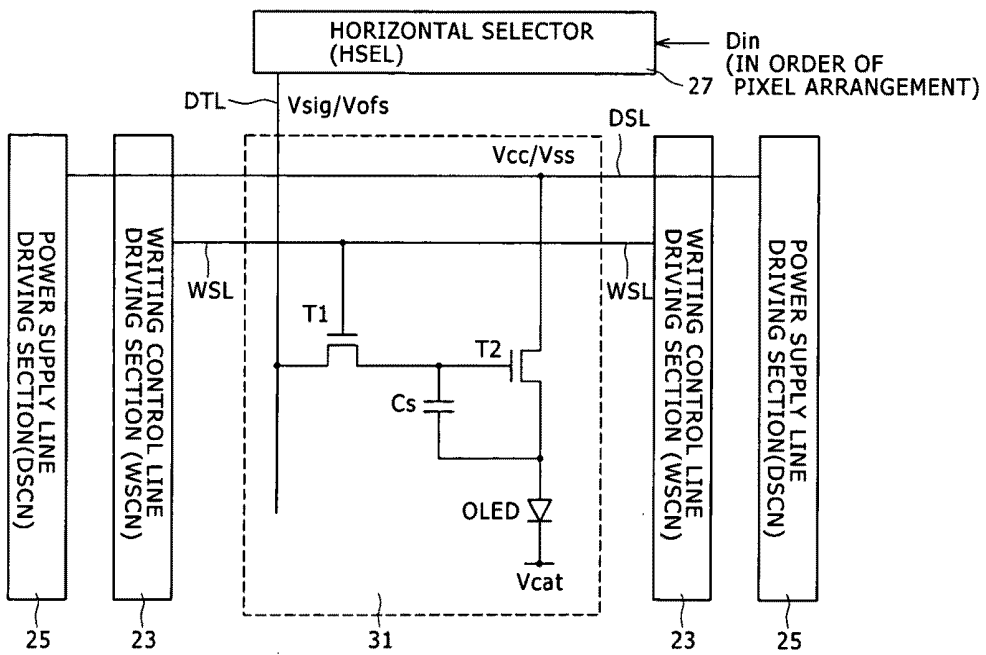 HORIZONTAL SELECTOR
(HSEL)
Din
(IN ORDER OF
PIXEL ARRANGEMENT)
27
DTL
Vsig/Vofs
DSL
Vcc/Vss
POWER SUPPLY LINE
DRIVING SECTION(DSCN)
WRITING CONTROL LINE
DRIVING SECTION (WSCN)
WSL
WSL
WRITING CONTROL LINE
DRIVING SECTION (WSCN)
POWER SUPPLY LINE
DRIVING SECTION(DSCN)
T1
T2
Cs
OLED
Vcat
25
23
31
23
25